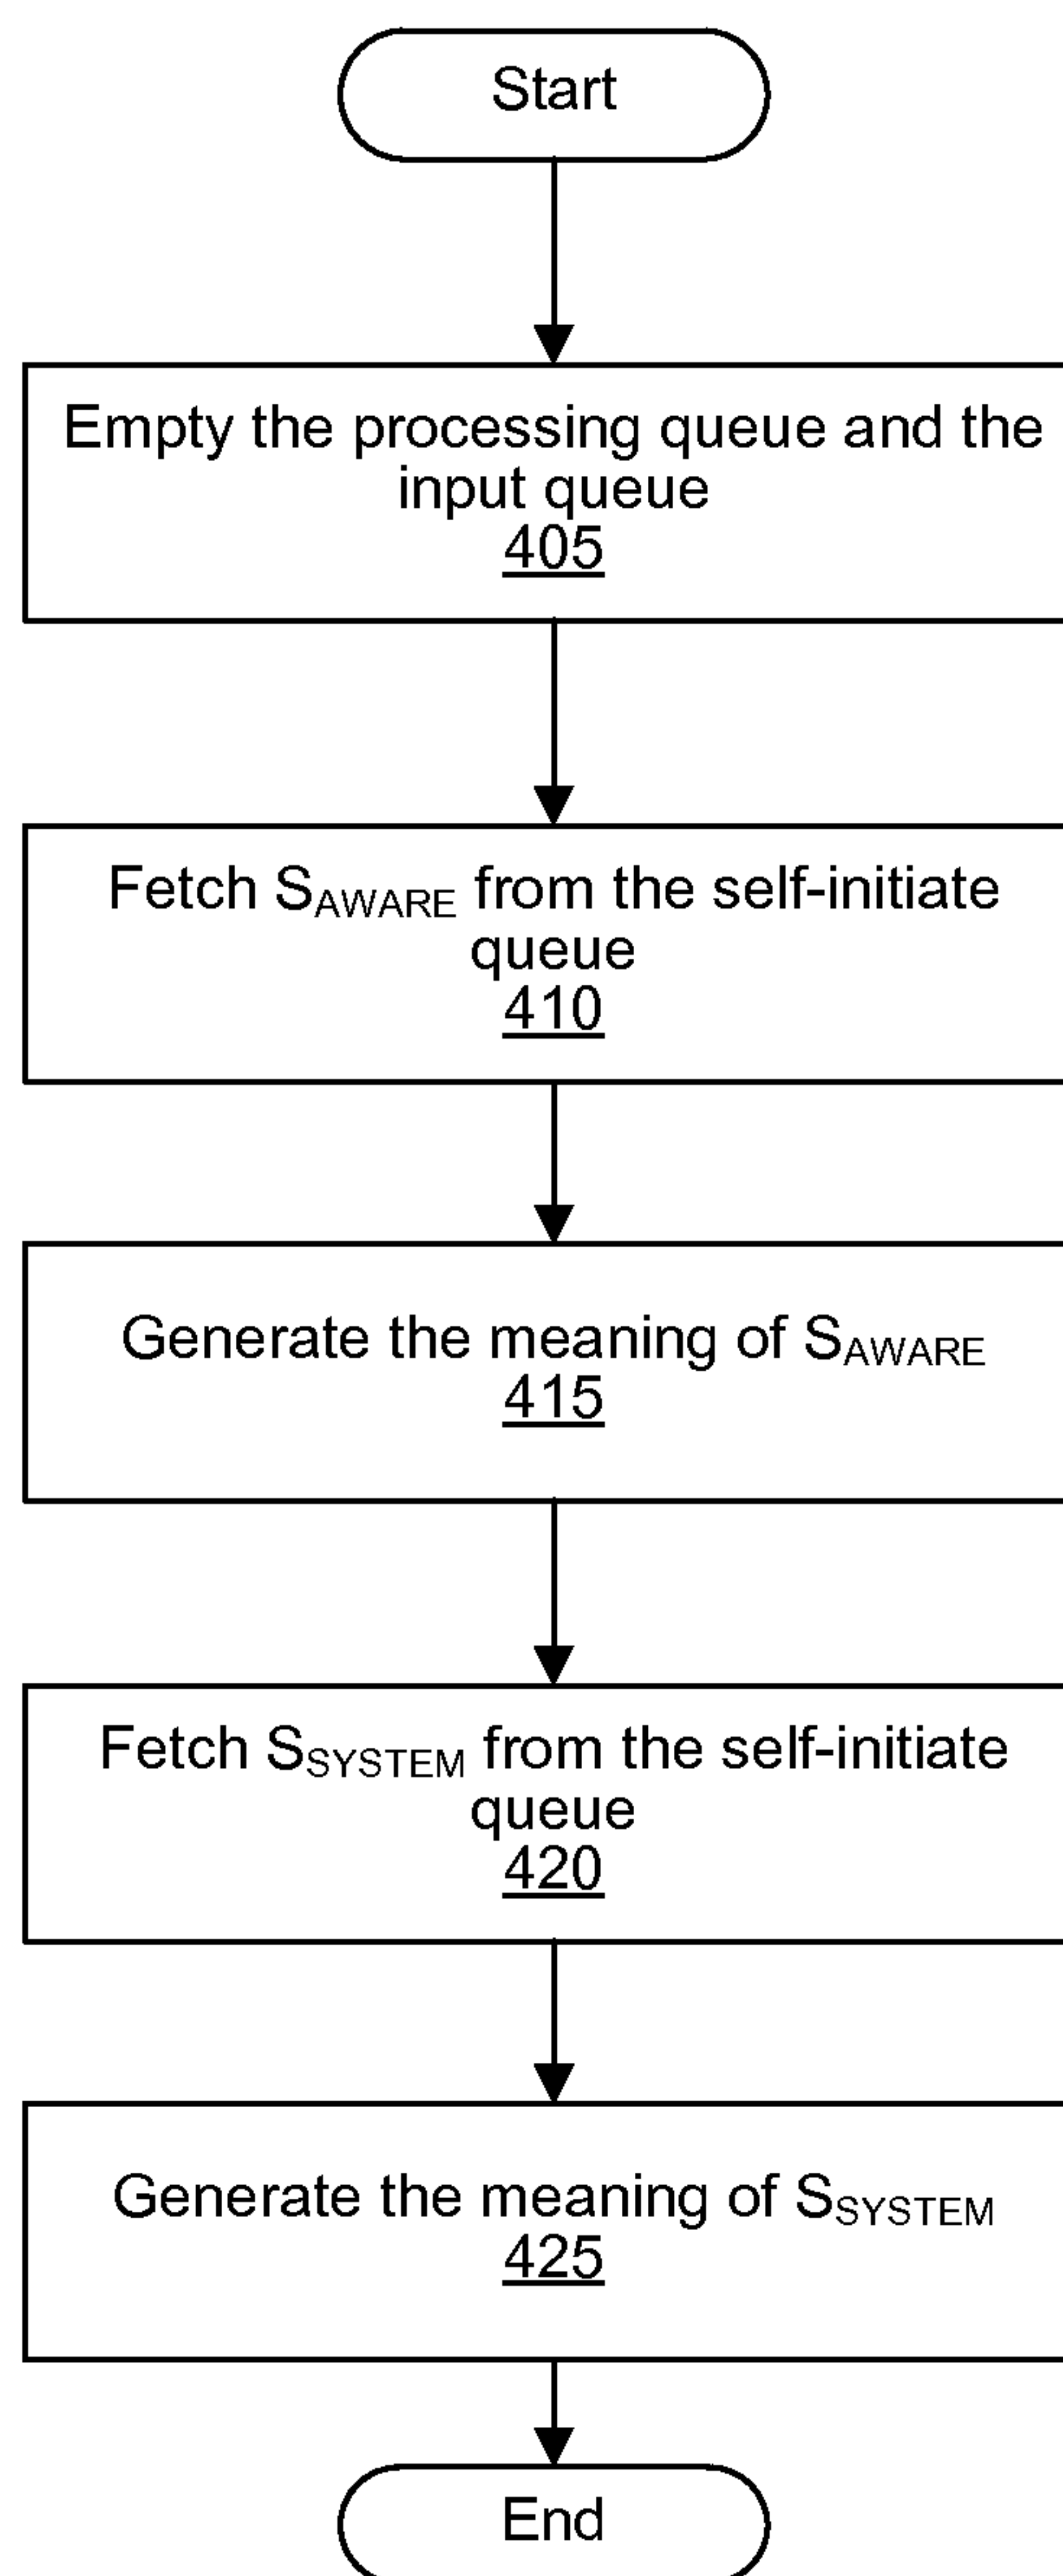 Start
Empty the processing queue and the
input queue
405
Fetch SAWARE from the self-initiate
queue
410
Generate the meaning of SAWARE
415
Fetch SSYSTEM from the self-initiate
queue
420
Generate the meaning of SSYSTEM
425
End